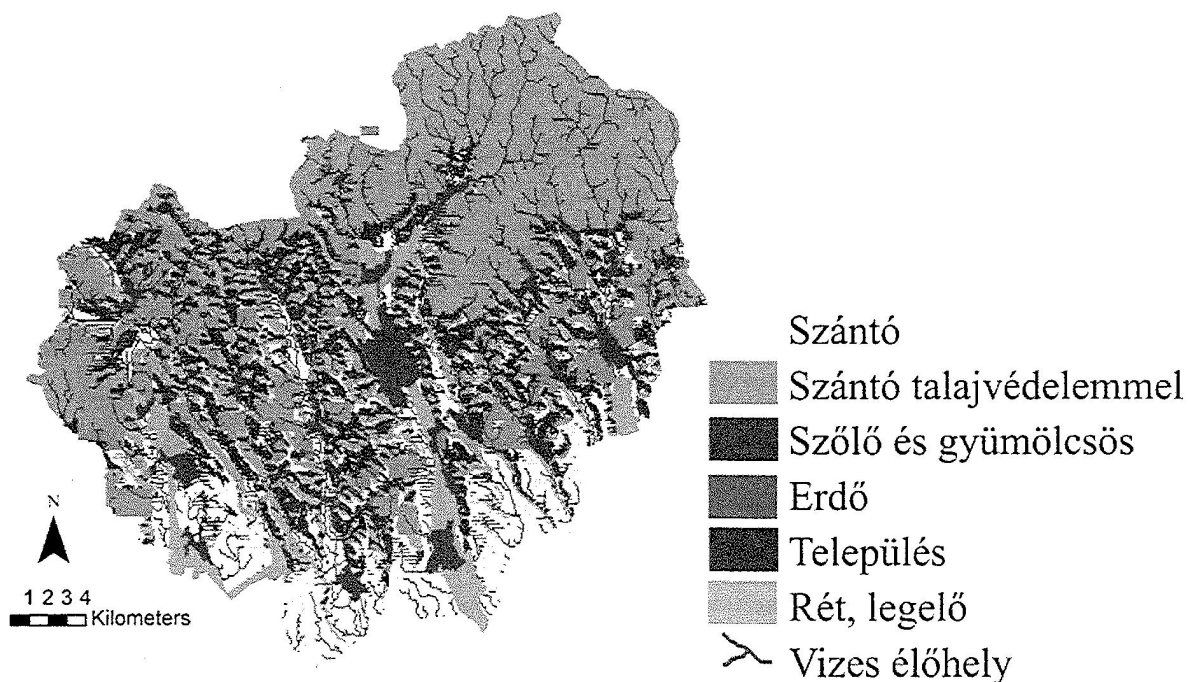 Szántó
Szántó talajvédelemmel
Szőlő és gyümölcsös
Erdő
Település
Rét, legelő
Vizes élőhely
N
1 2 3 4
Kilometers